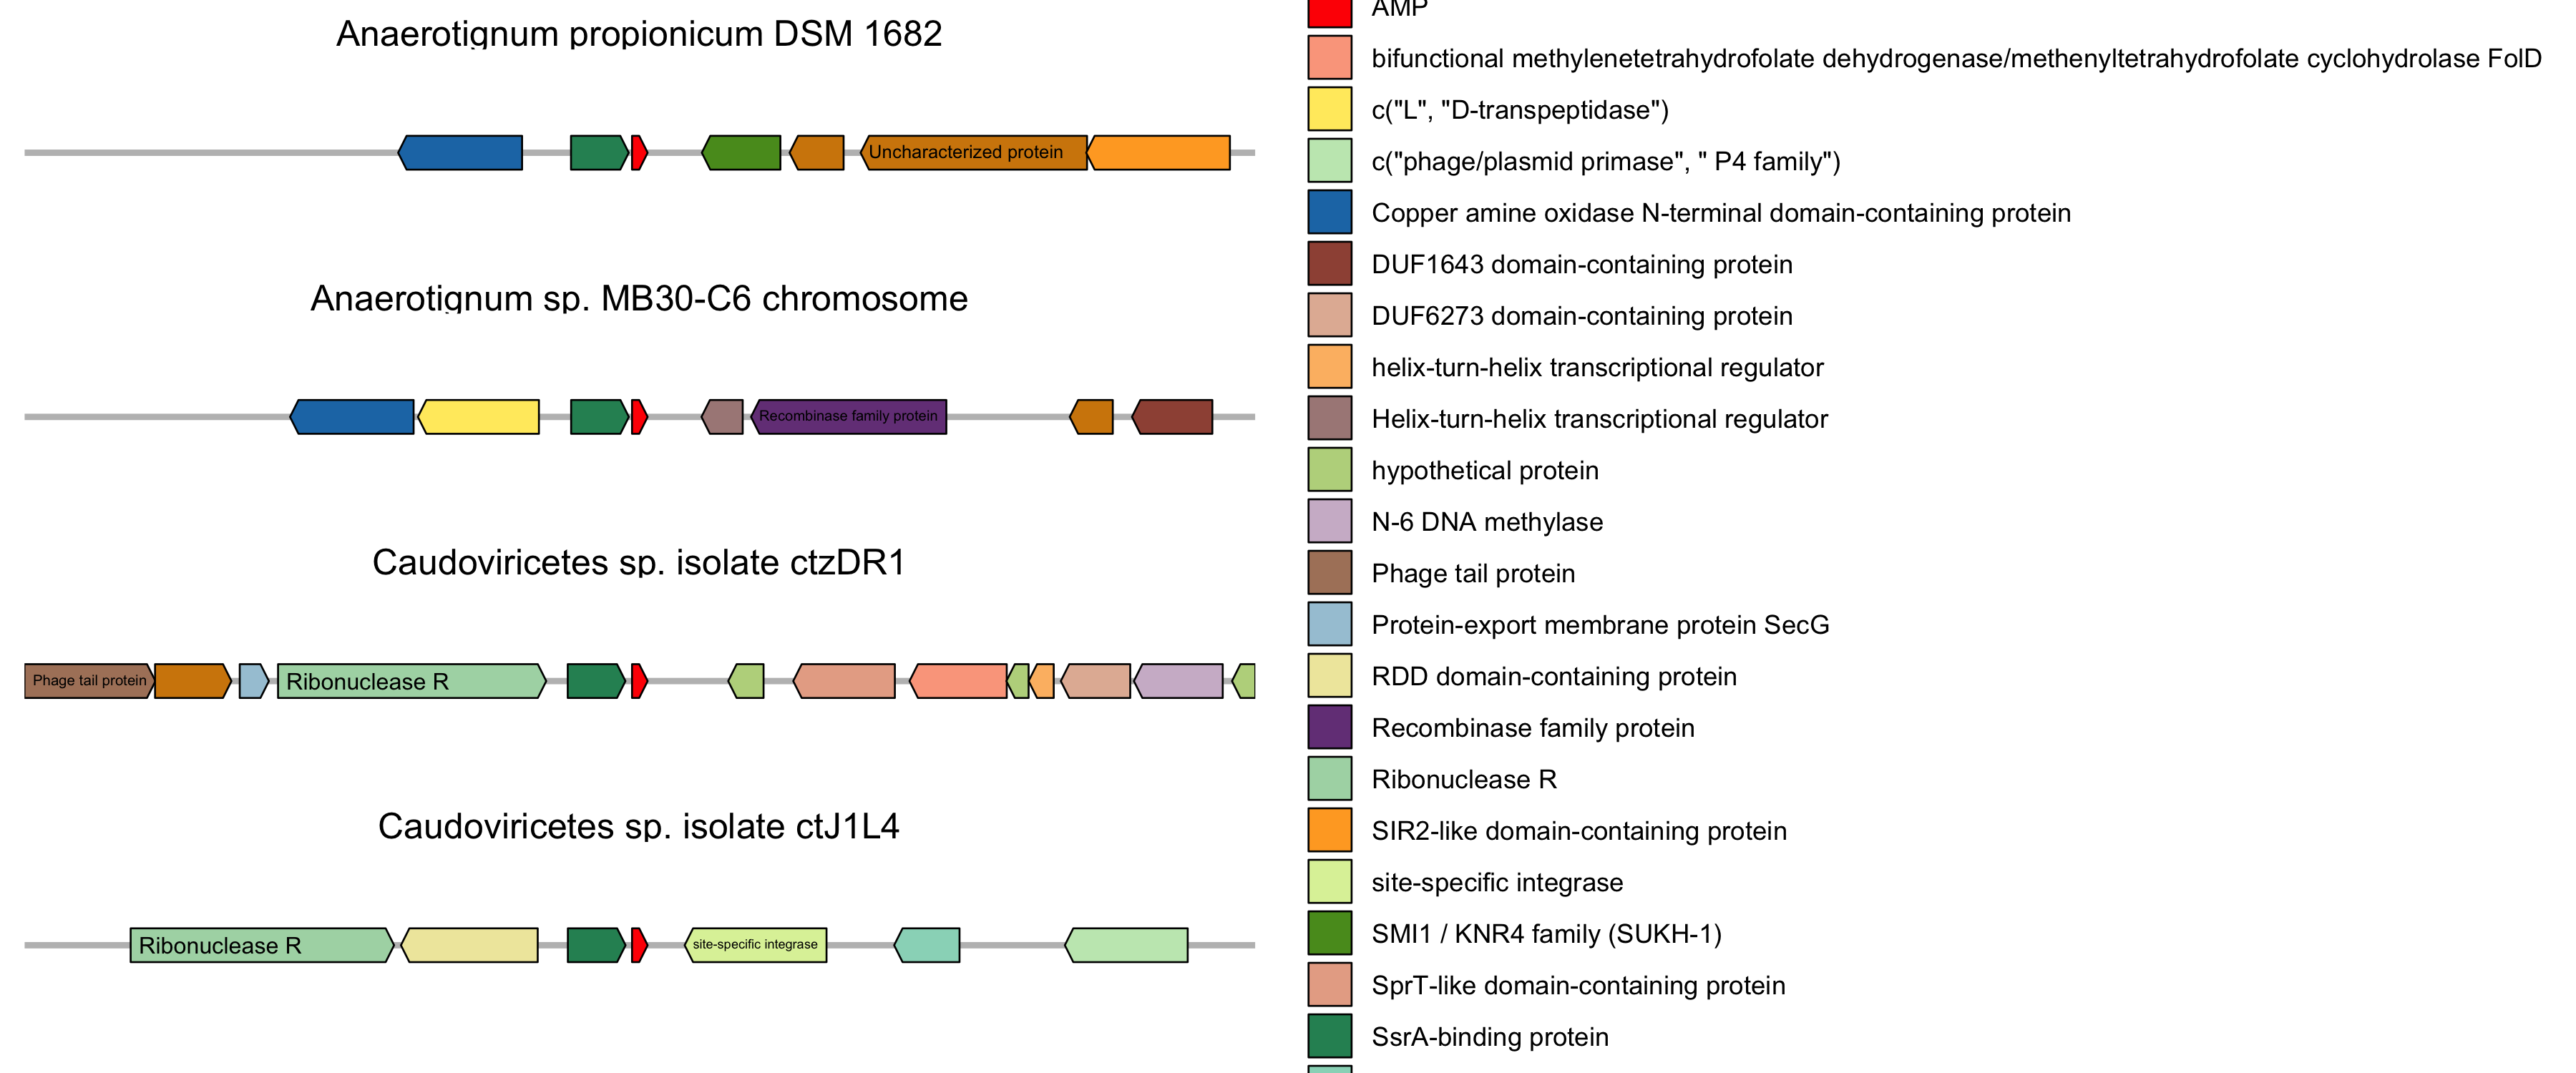 Anaerotignum propionicum DSM 1682
Uncharacterized protein
Anaerotignum sp. MB30-C6 chromosome
Recombinase family protein
Caudoviricetes sp. isolate ctzDR1
Phage tail protein
Ribonuclease R
Caudoviricetes sp. isolate ctJ1L4
Ribonuclease R
site-specific integrase
AMP
bifunctional methylenetetrahydrofolate dehydrogenase/methenyltetrahydrofolate cyclohydrolase FolD
c("L", "D-transpeptidase")
c("phage/plasmid primase", " P4 family")
Copper amine oxidase N-terminal domain-containing protein
DUF1643 domain-containing protein
DUF6273 domain-containing protein
helix-turn-helix transcriptional regulator
Helix-turn-helix transcriptional regulator
hypothetical protein
N-6 DNA methylase
Phage tail protein
Protein-export membrane protein SecG
RDD domain-containing protein
Recombinase family protein
Ribonuclease R
SIR2-like domain-containing protein
site-specific integrase
SMI1 / KNR4 family (SUKH-1)
SprT-like domain-containing protein
SsrA-binding protein